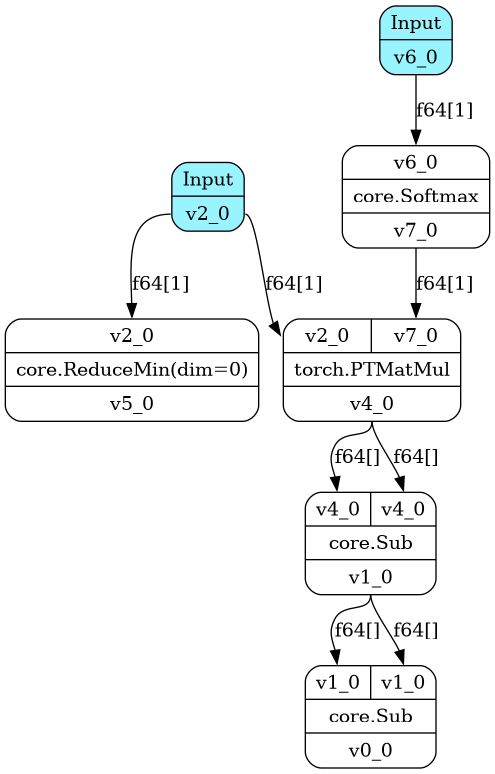 Input
v6_0
f64[1]
v6_0
core.Softmax
v7_0
Input
v2_0
f64[1] f64[1] f64[1]
v2_0
core.ReduceMin(dim=0)
v5_0
v2_0 v7_0
torch.PTMatMul
v4_0
f64[] f64[]
v4_0 v4_0
core.Sub
v1_0
f64[] f64[]
v1_0 v1_0
core.Sub
v0_0